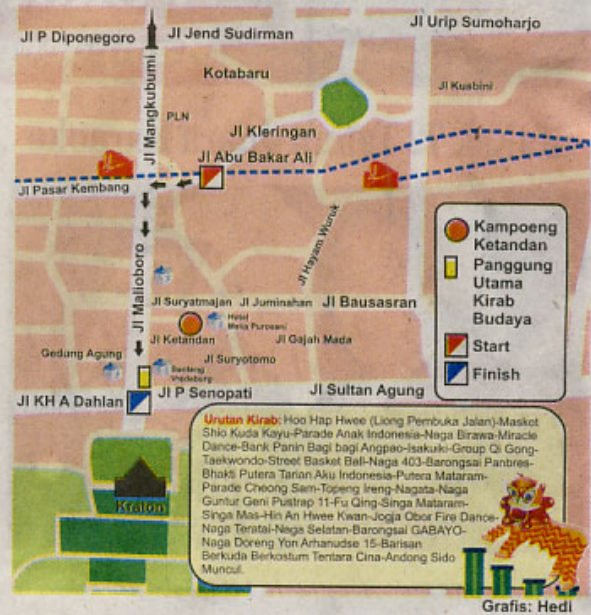 Jl Urip Sumoharjo
Jl P Diponegoro
Jl Jend Sudirman
Kotabaru
Jl Mangkubumi
Jl Kusbini
PLN
Jl Kleringan
Jl Abu Bakar Ali
Jl Pasar Kembang
Jl Hayam Wuruk
Kampoeng
Ketandan
Panggung
Utama
Kirab
Budaya
Start
Finish
Jl Malioboro
Jl Suryatmajan
Jl Juminahan
Jl Bausasran
Hotel
Melia Purosani
Jl Ketandan
Jl Gajah Mada
Gedung Agung
Jl Suryotomo
Benteng
Vredeburg
Jl KH A Dahlan
Jl P Senopati
Jl Sultan Agung
Urutan Kirab: Hoo Hap Hwee (Liong Pembuka Jalan)-Maskot
Shio Kuda Kayu-Parade Anak Indonesia-Naga Birawa-Miracle
Dance-Bank Panin Bagi bagi Angpao-Isakuiki-Group Qi Gong-
Taekwondo-Street Basket Ball-Naga 403-Barongsai Panbres-
Bhakti Putera Tarian Aku Indonesia-Putera Mataram-
Parade Cheong Sam-Topeng Ireng-Nagata-Naga
Guntur Geni Pustrap 11-Fu Qing-Singa Mataram-
Singa Mas-Hin An Hwee Kwan-Jogja Obor Fire Dance-
Naga Teratai-Naga Selatan-Barongsai GABAYO-
Naga Doreng Yon Arhanudse 15-Barisan
Berkuda Berkostum Tentara Cina-Andong Sido
Muncul.
Kraton
Grafis: Hedi